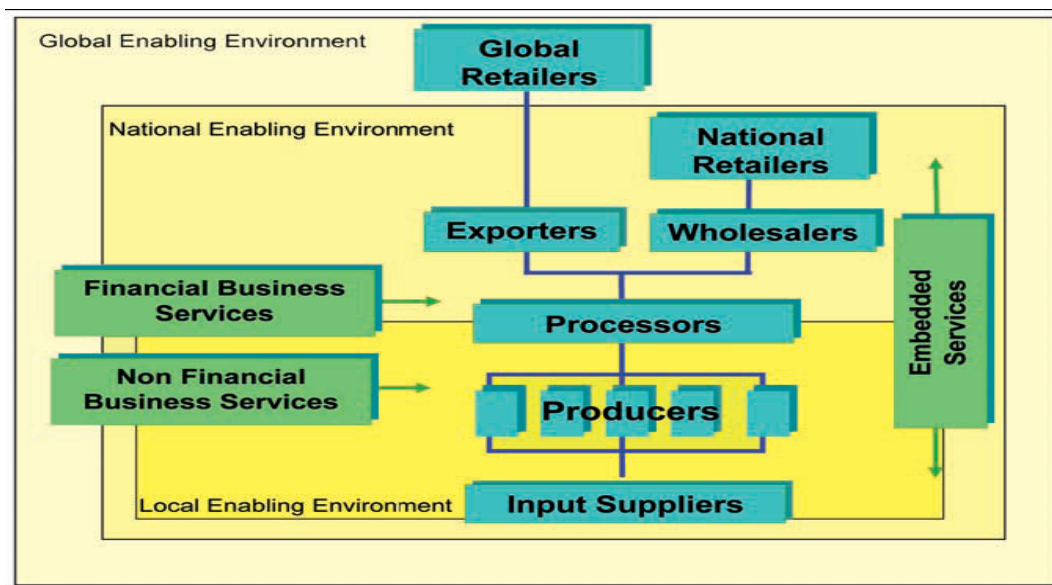 Global Enabling Environment
Global
Retailers
National Enabling Environment
National
Retailers
Exporters
Wholesalers
Financial Business
Services
Processors
Embedded
Services
Non Financial
Business Services
Producers
Local Enabling Environment
Input Suppliers